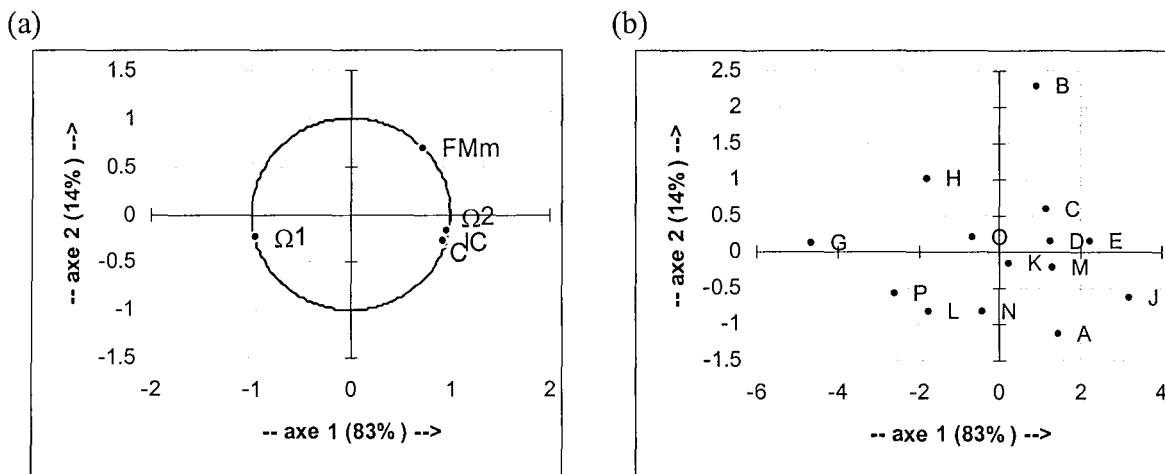 (a)
1.5
1
0.5
0
-0.5
-1
-1.5
-2 -1 0 1 2
-- axe 1 (83% ) -->
-- axe 2 (14% ) -->
FMm
Ω2
IC
C
Ω1
(b)
2.5
2
1.5
1
0.5
0
-0.5
-1
-1.5
-6 -4 -2 0 2 4
-- axe 1 (83% ) -->
-- axe 2 (14% ) -->
B
H
C
G O D E
K M
P J
L N
A